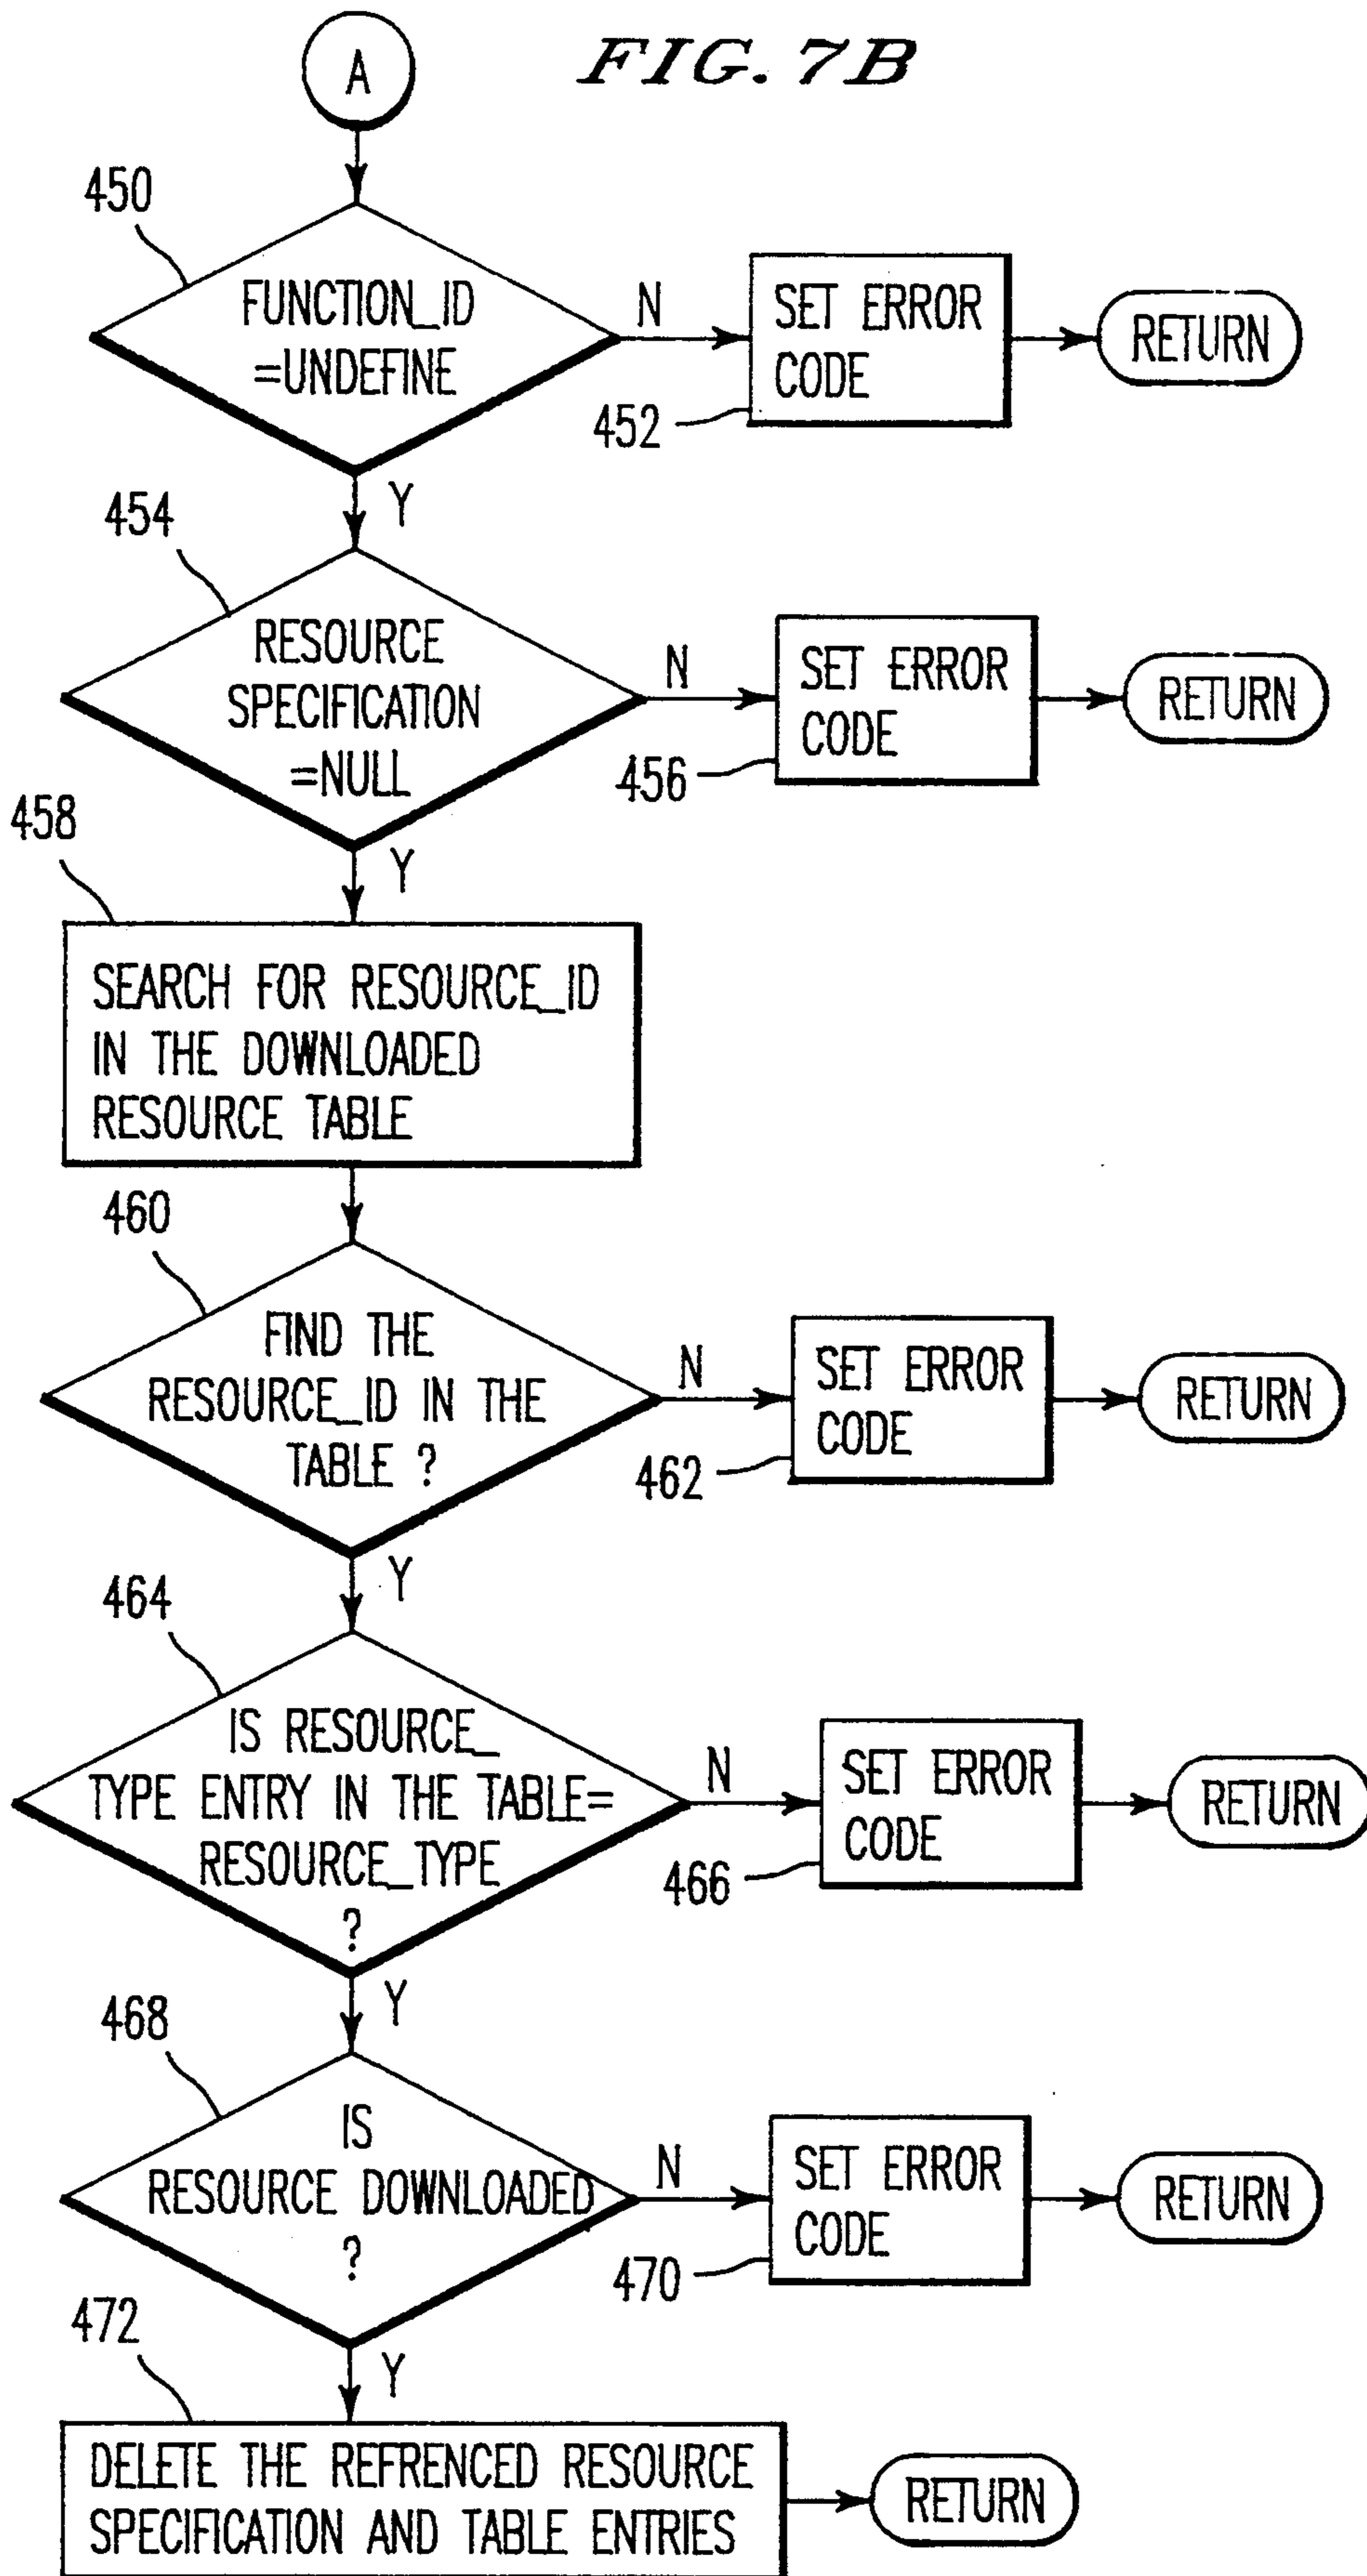 FIG. 7B
A
450
FUNCTION_ID
=UNDEFINE
N
SET ERROR
CODE
452
RETURN
Y
454
RESOURCE
SPECIFICATION
=NULL
N
SET ERROR
CODE
456
RETURN
Y
458
SEARCH FOR RESOURCE_ID
IN THE DOWNLOADED
RESOURCE TABLE
460
FIND THE
RESOURCE_ID IN THE
TABLE ?
N
SET ERROR
CODE
462
RETURN
Y
464
IS RESOURCE_
TYPE ENTRY IN THE TABLE=
RESOURCE_TYPE
?
N
SET ERROR
CODE
466
RETURN
Y
468
IS
RESOURCE DOWNLOADED
?
N
SET ERROR
CODE
470
RETURN
Y
472
DELETE THE REFRENCED RESOURCE
SPECIFICATION AND TABLE ENTRIES
RETURN